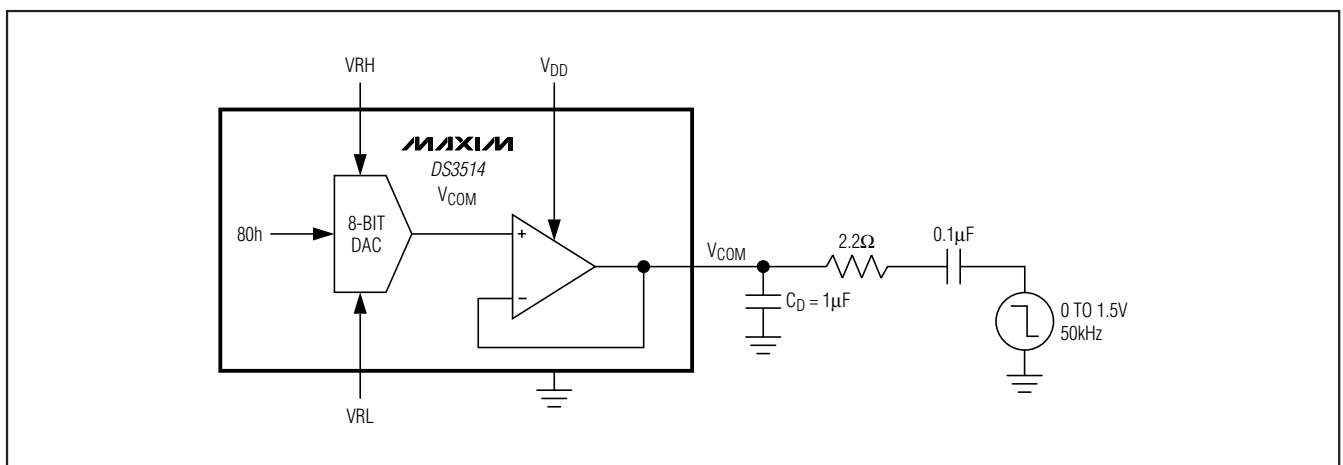 VRH
V_DD
MAXIM
DS3514
V_COM
8-BIT
DAC
80h
+
−
V_COM
2.2Ω
0.1µF
C_D = 1µF
0 TO 1.5V
50kHz
VRL